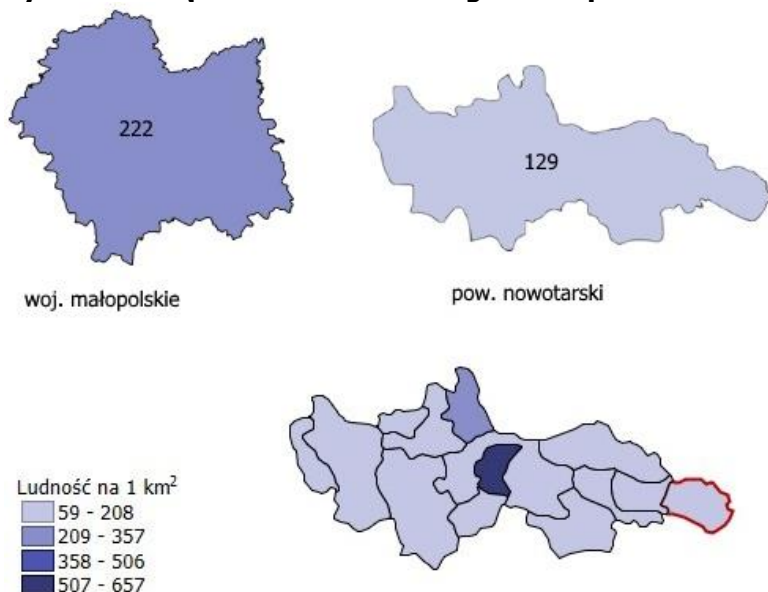 222
129
woj. małopolskie
pow. nowotarski
Ludność na 1 km²
59 - 208
209 - 357
358 - 506
507 - 657